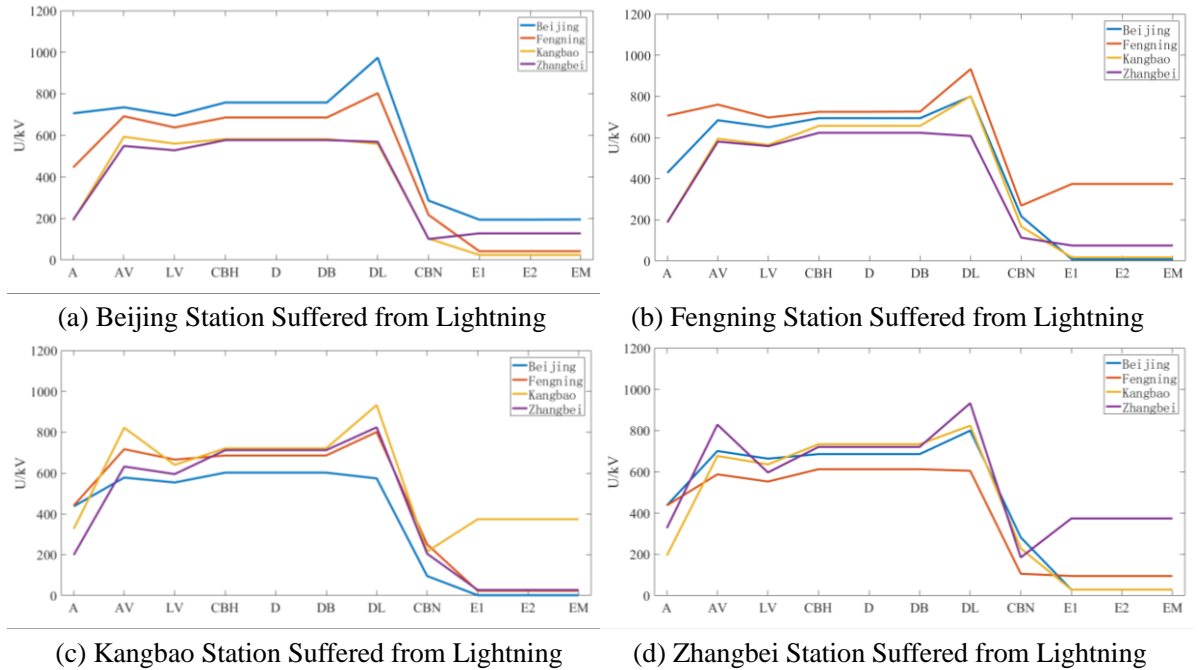 1200
1000
800
600
400
200
0
U/kV
A AV LV CBH D DB DL CBN E1 E2 EM
Beijing
Fengning
Kangbao
Zhangbei
(a) Beijing Station Suffered from Lightning
1200
1000
800
600
400
200
0
U/kV
A AV LV CBH D DB DL CBN E1 E2 EM
Beijing
Fengning
Kangbao
Zhangbei
(b) Fengning Station Suffered from Lightning
1200
1000
800
600
400
200
0
U/kV
A AV LV CBH D DB DL CBN E1 E2 EM
Beijing
Fengning
Kangbao
Zhangbei
(c) Kangbao Station Suffered from Lightning
1200
1000
800
600
400
200
0
U/kV
A AV LV CBH D DB DL CBN E1 E2 EM
Beijing
Fengning
Kangbao
Zhangbei
(d) Zhangbei Station Suffered from Lightning